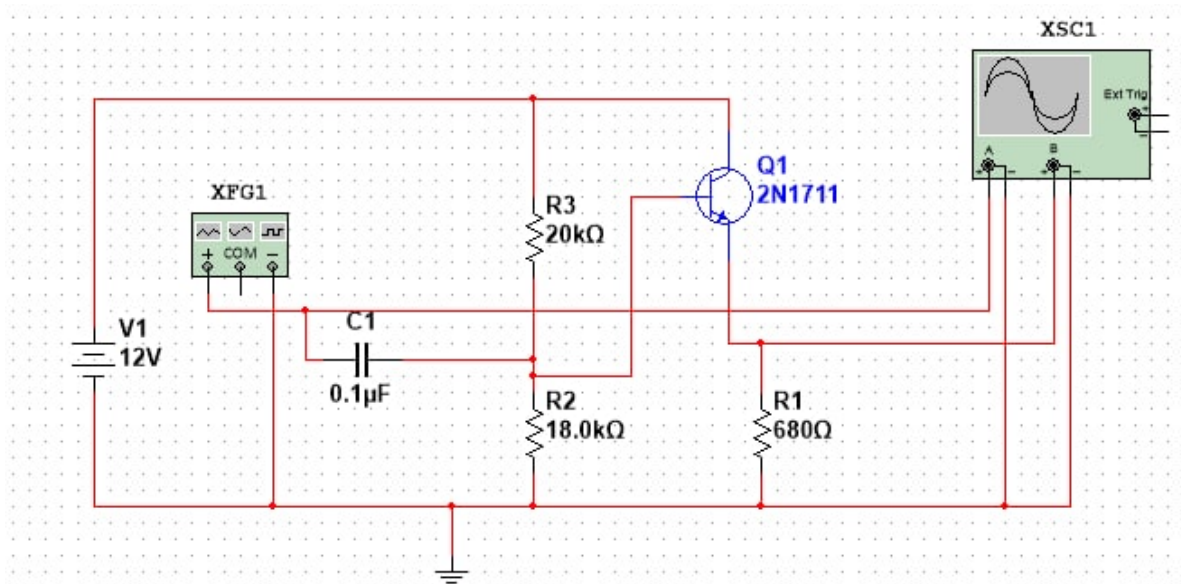 XSC1
Ext Trig
+
−
A
B
+ −
+ −
Q1
2N1711
XFG1
+ COM −
R3
20kΩ
V1
12V
C1
0.1µF
R2
18.0kΩ
R1
680Ω